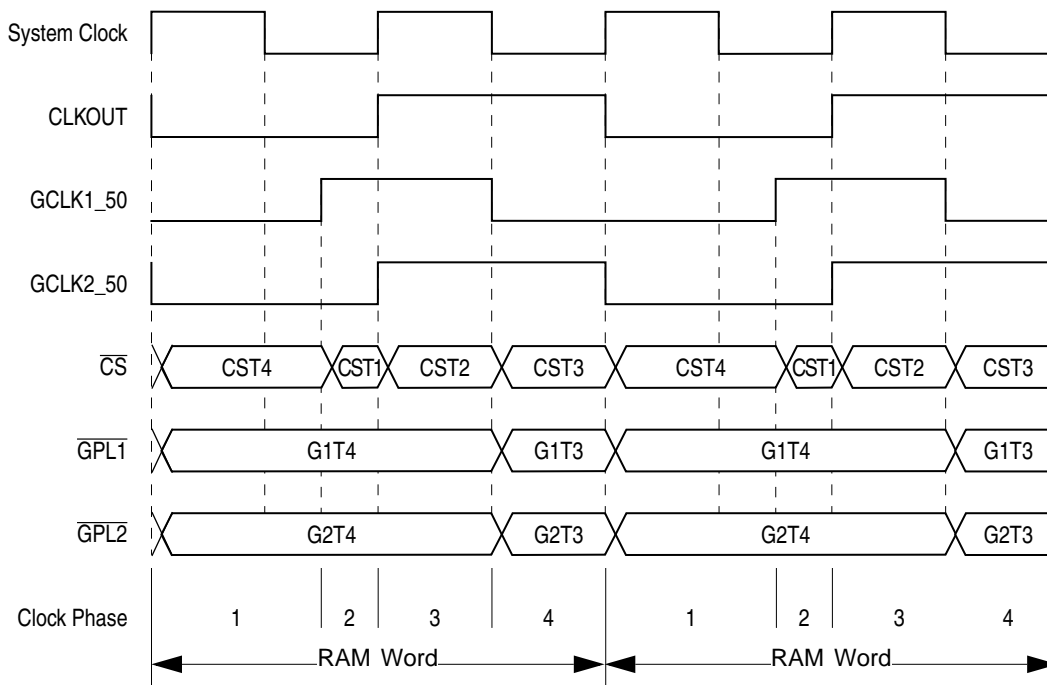 System Clock
CLKOUT
GCLK1_50
GCLK2_50
CS CST4 CST1 CST2 CST3 CST4 CST1 CST2 CST3
GPL1 G1T4 G1T3 G1T4 G1T3
GPL2 G2T4 G2T3 G2T4 G2T3
Clock Phase 1 2 3 4 1 2 3 4
RAM Word RAM Word